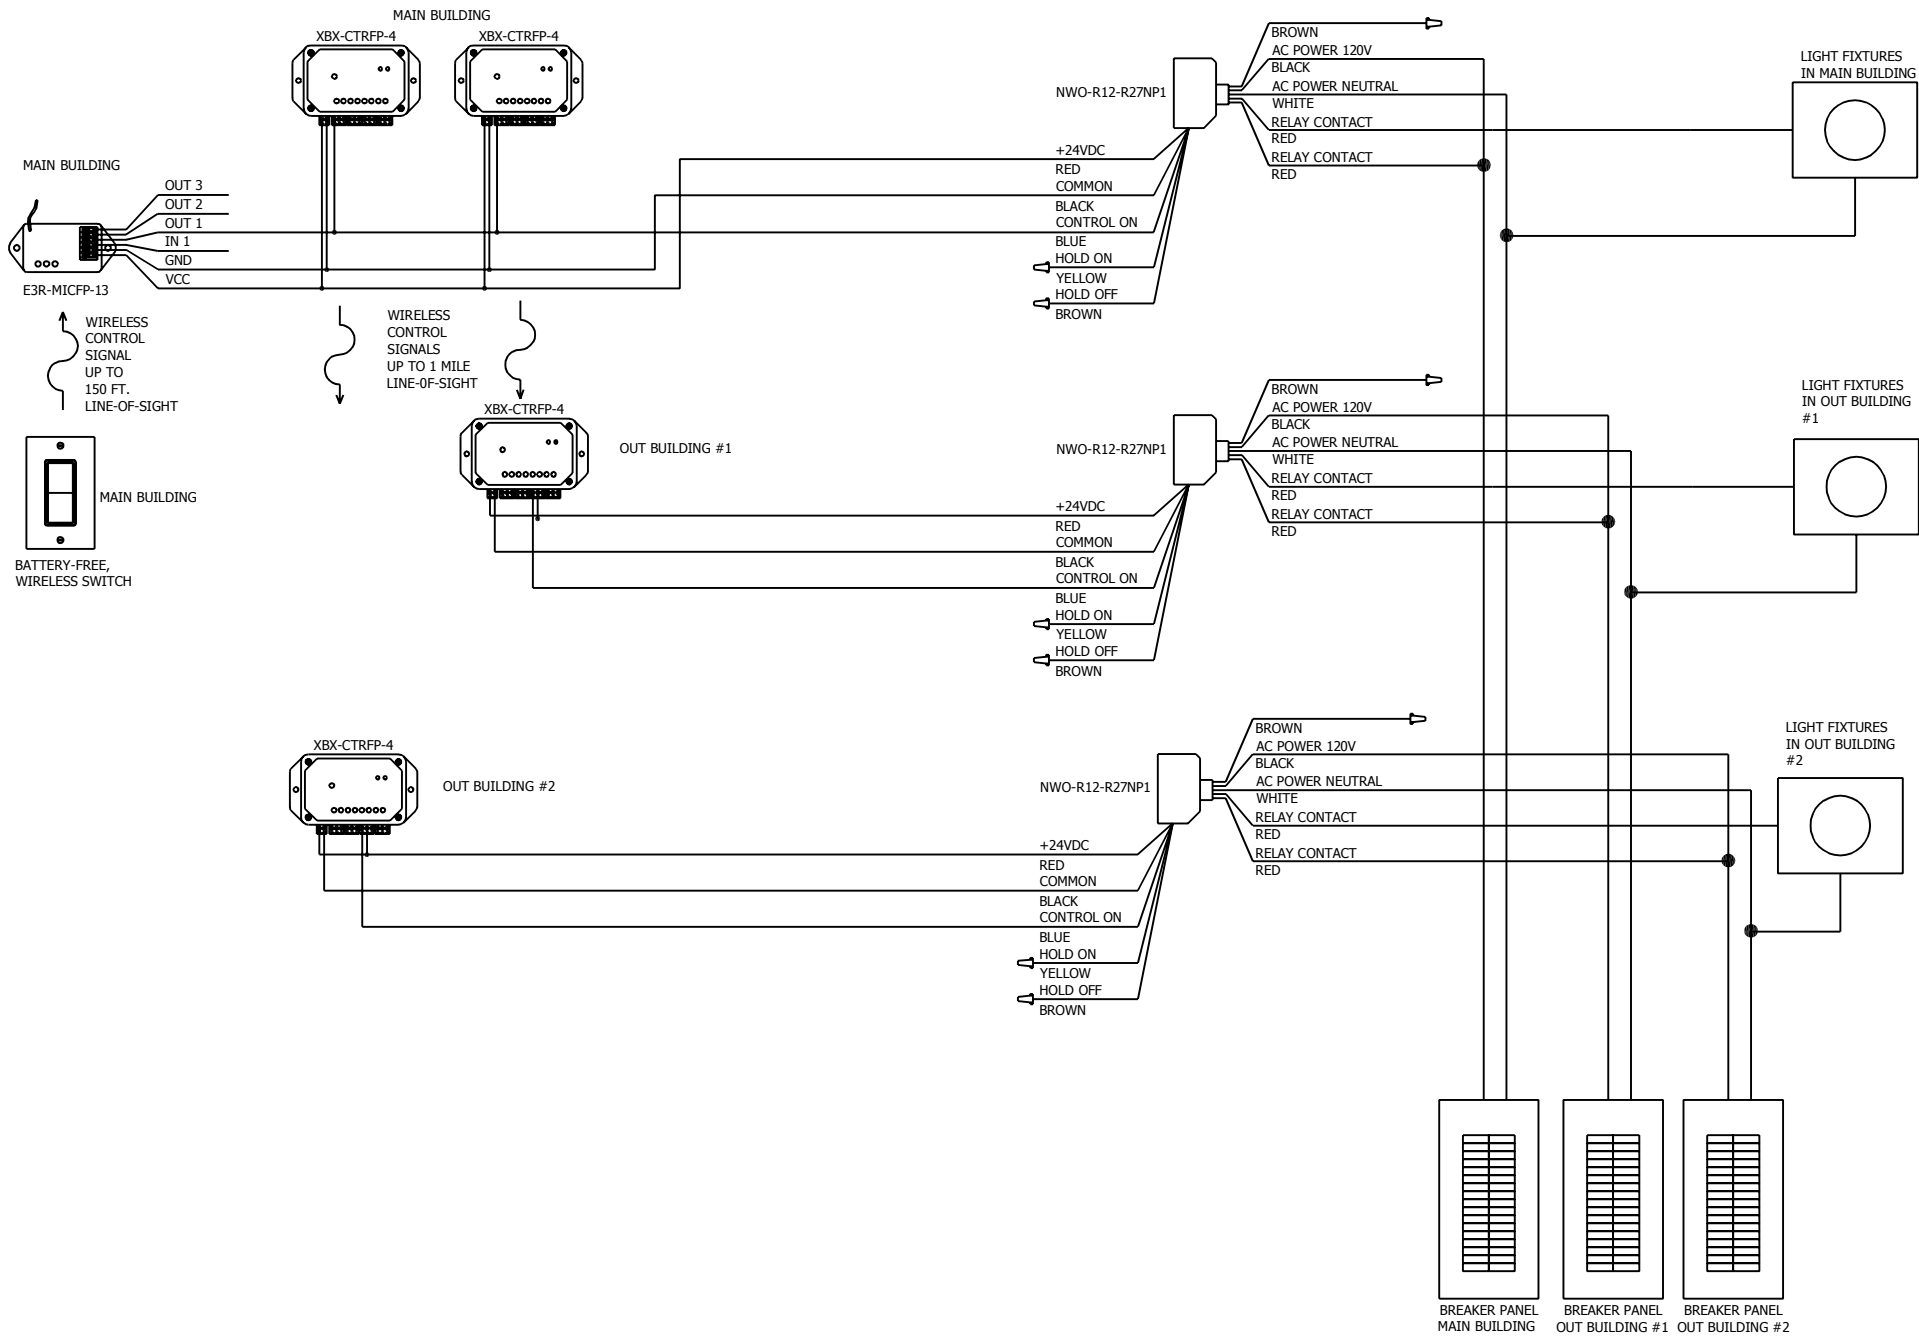 MAIN BUILDING
XBX-CTRFP-4
XBX-CTRFP-4
MAIN BUILDING
OUT 3
OUT 2
OUT 1
IN 1
GND
VCC
E3R-MICFP-13
WIRELESS
CONTROL
SIGNAL
UP TO
150 FT.
LINE-OF-SIGHT
WIRELESS
CONTROL
SIGNALS
UP TO 1 MILE
LINE-0F-SIGHT
MAIN BUILDING
BATTERY-FREE,
WIRELESS SWITCH
NWO-R12-R27NP1
+24VDC
RED
COMMON
BLACK
CONTROL ON
BLUE
HOLD ON
YELLOW
HOLD OFF
BROWN
BROWN
AC POWER 120V
BLACK
AC POWER NEUTRAL
WHITE
RELAY CONTACT
RED
RELAY CONTACT
RED
LIGHT FIXTURES
IN MAIN BUILDING
XBX-CTRFP-4
OUT BUILDING #1
NWO-R12-R27NP1
+24VDC
RED
COMMON
BLACK
CONTROL ON
BLUE
HOLD ON
YELLOW
HOLD OFF
BROWN
BROWN
AC POWER 120V
BLACK
AC POWER NEUTRAL
WHITE
RELAY CONTACT
RED
RELAY CONTACT
RED
LIGHT FIXTURES
IN OUT BUILDING
#1
XBX-CTRFP-4
OUT BUILDING #2
NWO-R12-R27NP1
+24VDC
RED
COMMON
BLACK
CONTROL ON
BLUE
HOLD ON
YELLOW
HOLD OFF
BROWN
BROWN
AC POWER 120V
BLACK
AC POWER NEUTRAL
WHITE
RELAY CONTACT
RED
RELAY CONTACT
RED
LIGHT FIXTURES
IN OUT BUILDING
#2
BREAKER PANEL
MAIN BUILDING
BREAKER PANEL
OUT BUILDING #1
BREAKER PANEL
OUT BUILDING #2